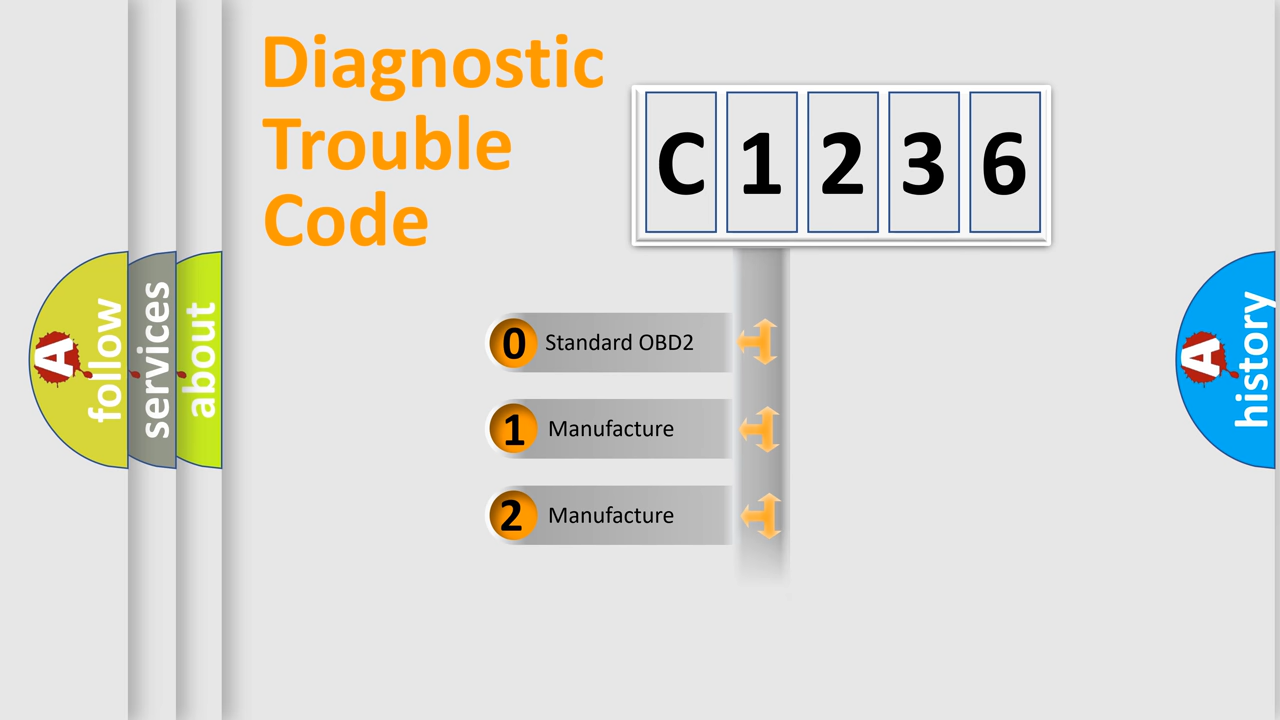 Diagnostic
Trouble
Code
C 1 2 3 6
0 Standard OBD2
1 Manufacture
2 Manufacture
A
follow
services
about
A
history